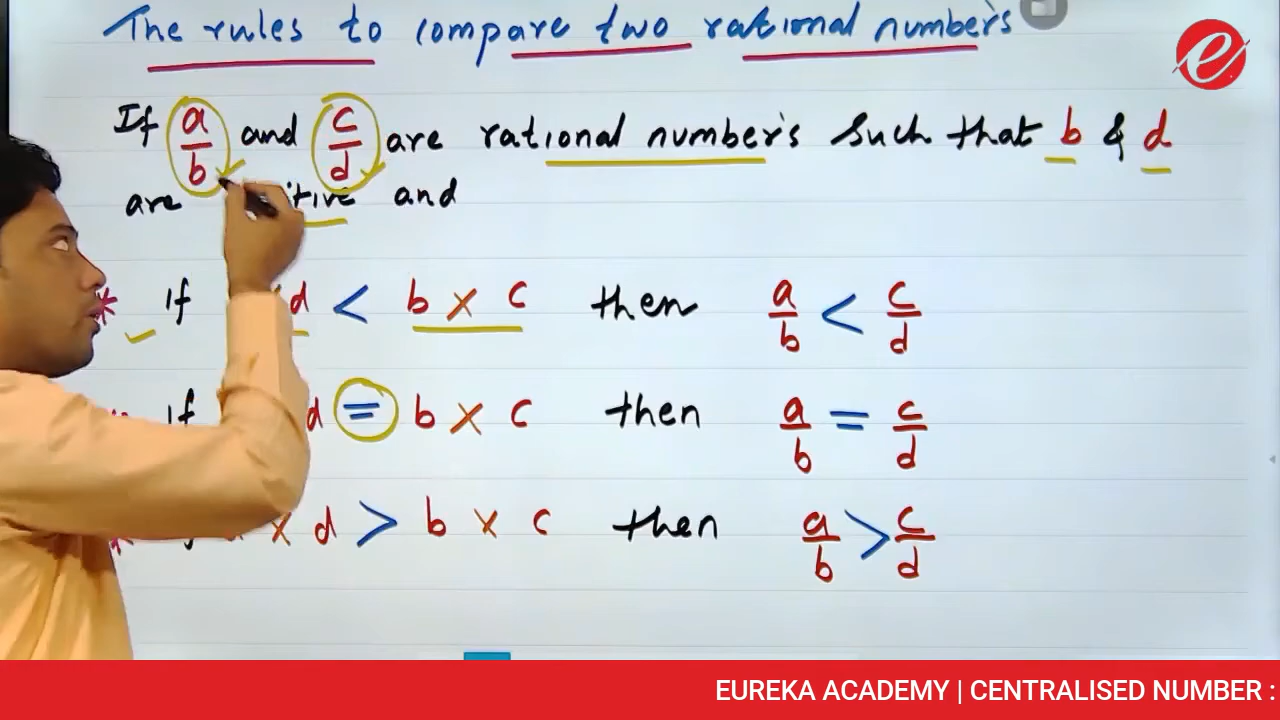 The rules to compare two rational numbers
If a/b and c/d are rational numbers such that b & d
are itive and
* If d < b × c then a/b < c/d
If d = b × c then a/b = c/d
× d > b × c then a/b > c/d
e
EUREKA ACADEMY | CENTRALISED NUMBER :